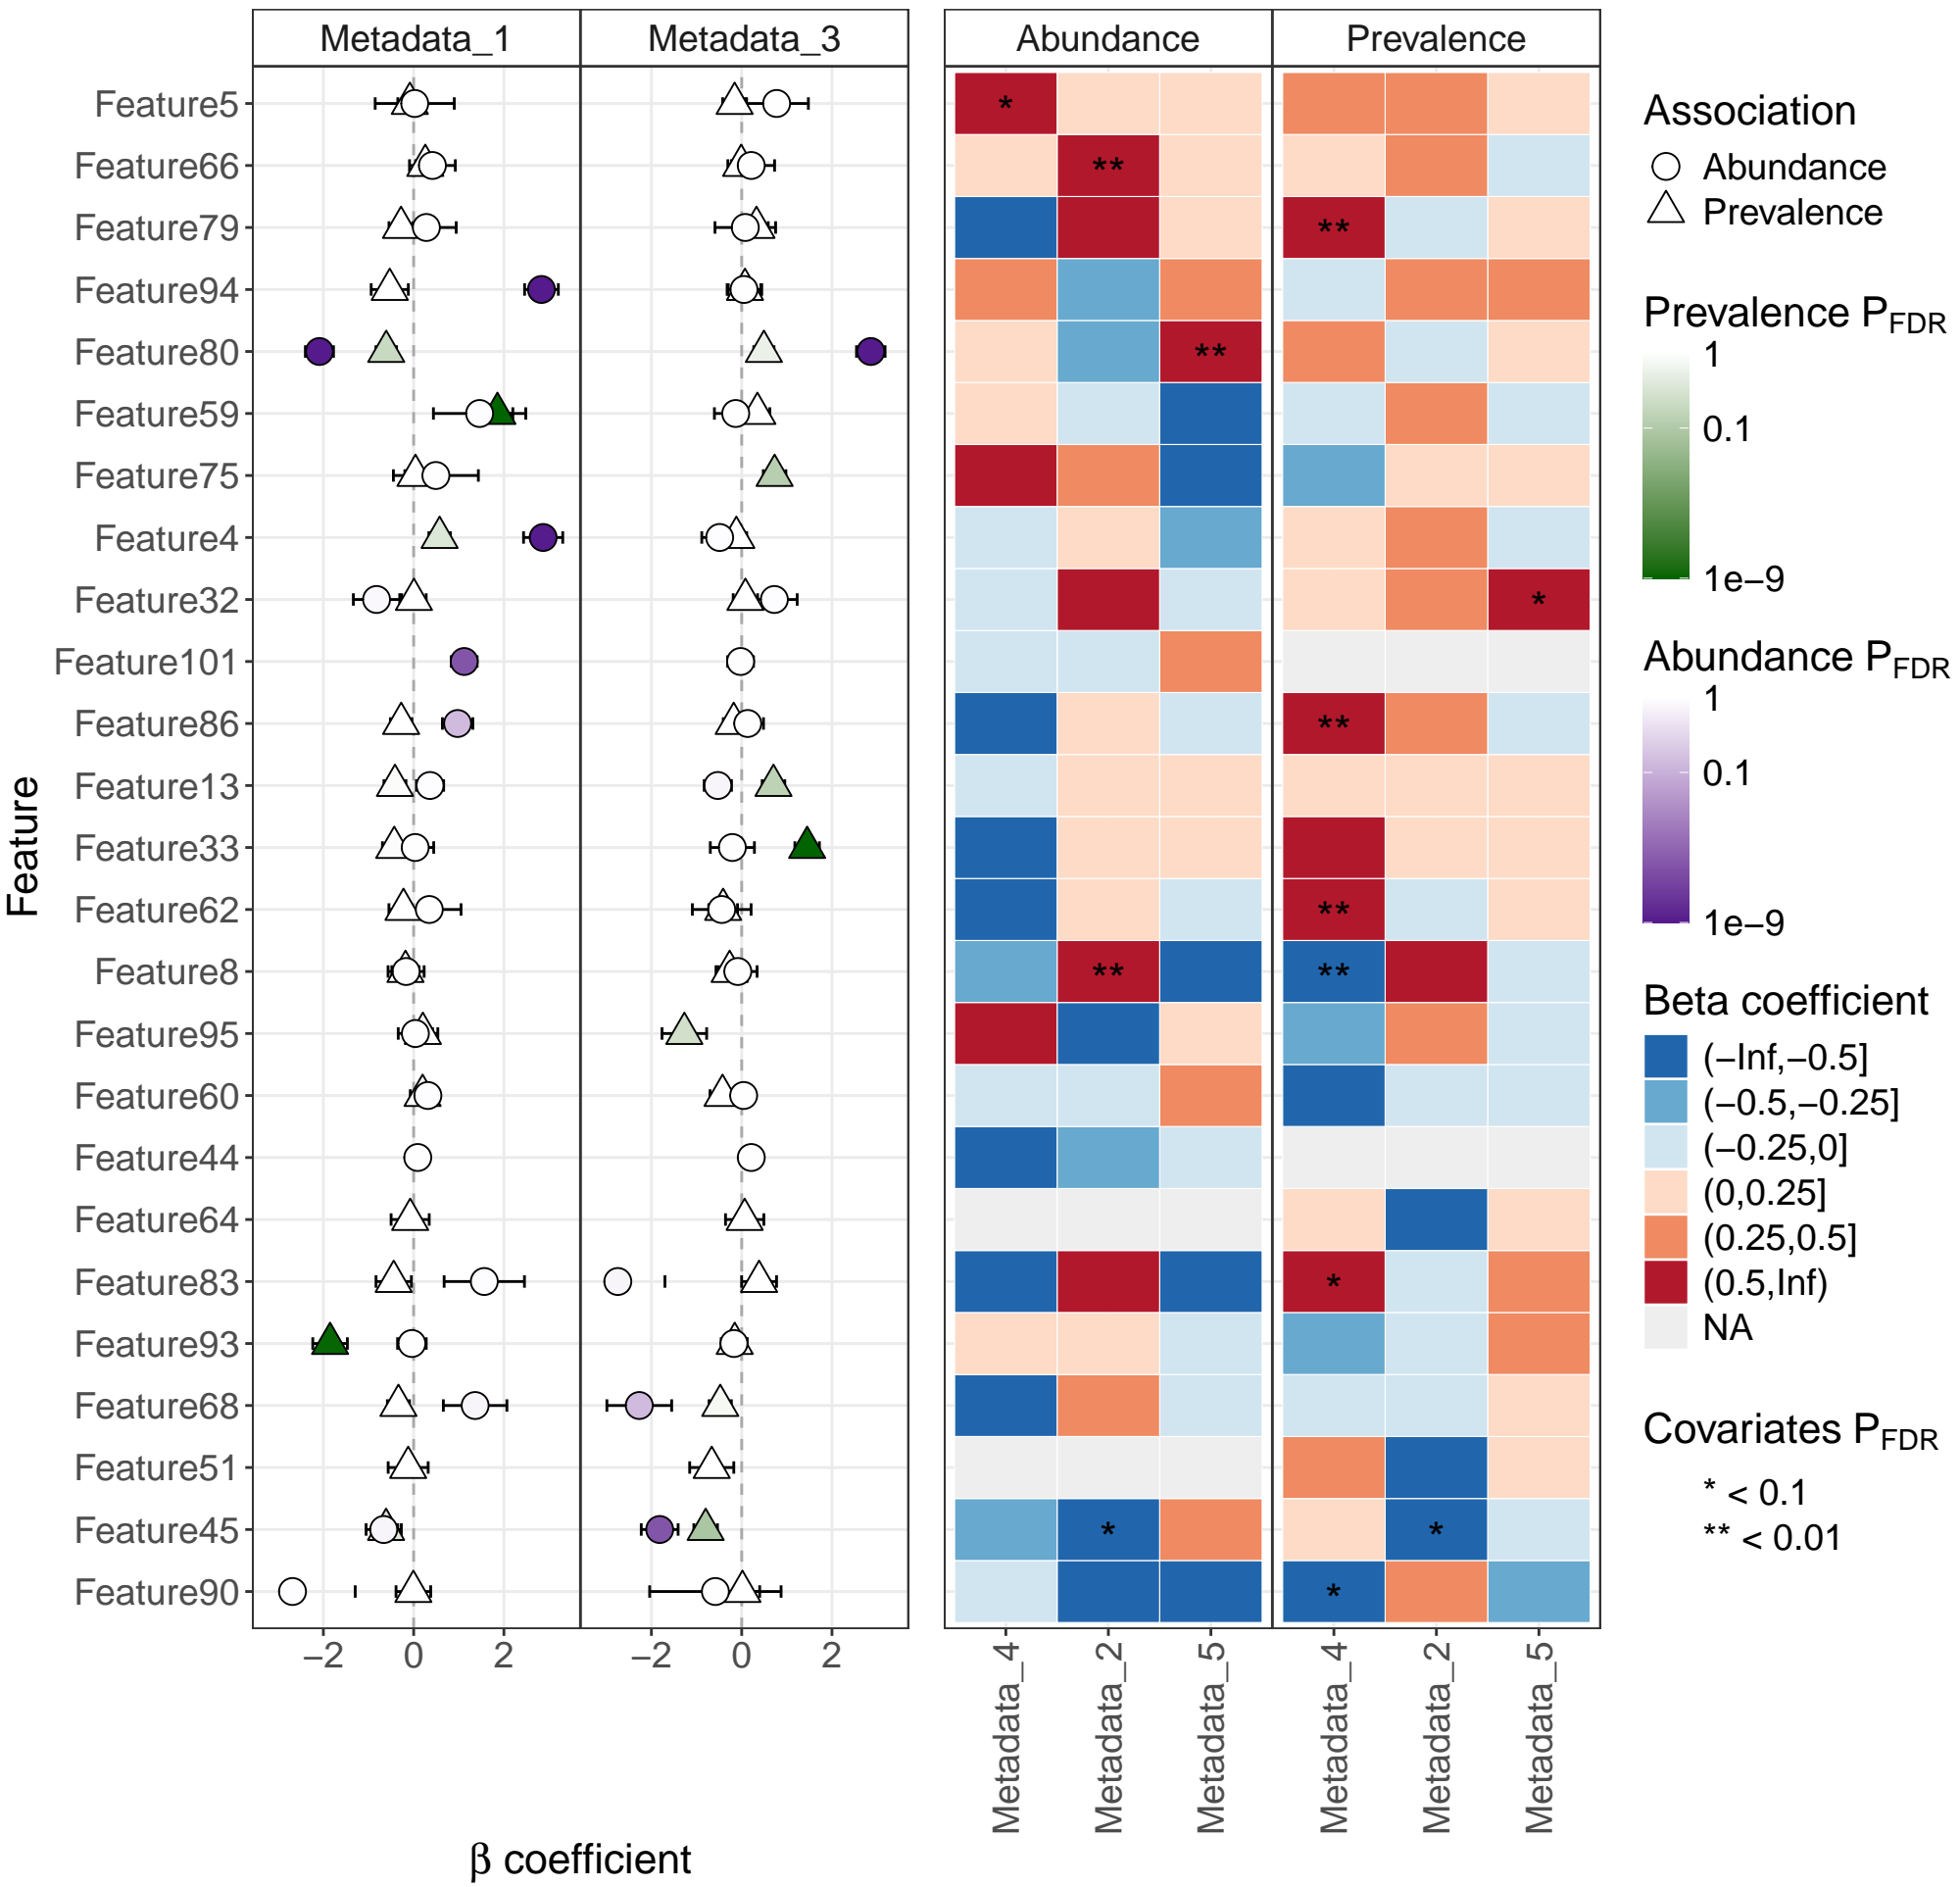 Metadata_1 Metadata_3 Abundance Prevalence
Feature5
Feature66
Feature79
Feature94
Feature80
Feature59
Feature75
Feature4
Feature32
Feature101
Feature86
Feature13
Feature33
Feature62
Feature8
Feature95
Feature60
Feature44
Feature64
Feature83
Feature93
Feature68
Feature51
Feature45
Feature90
Feature
*
**
**
**
*
**
**
** **
*
* *
*
−2 0 2 −2 0 2
Metadata_4 Metadata_2 Metadata_5 Metadata_4 Metadata_2 Metadata_5
β coefficient
Association
Abundance
Prevalence
Prevalence PFDR
1
0.1
1e−9
Abundance PFDR
1
0.1
1e−9
Beta coefficient
(−Inf,−0.5]
(−0.5,−0.25]
(−0.25,0]
(0,0.25]
(0.25,0.5]
(0.5,Inf)
NA
Covariates PFDR
* < 0.1
** < 0.01